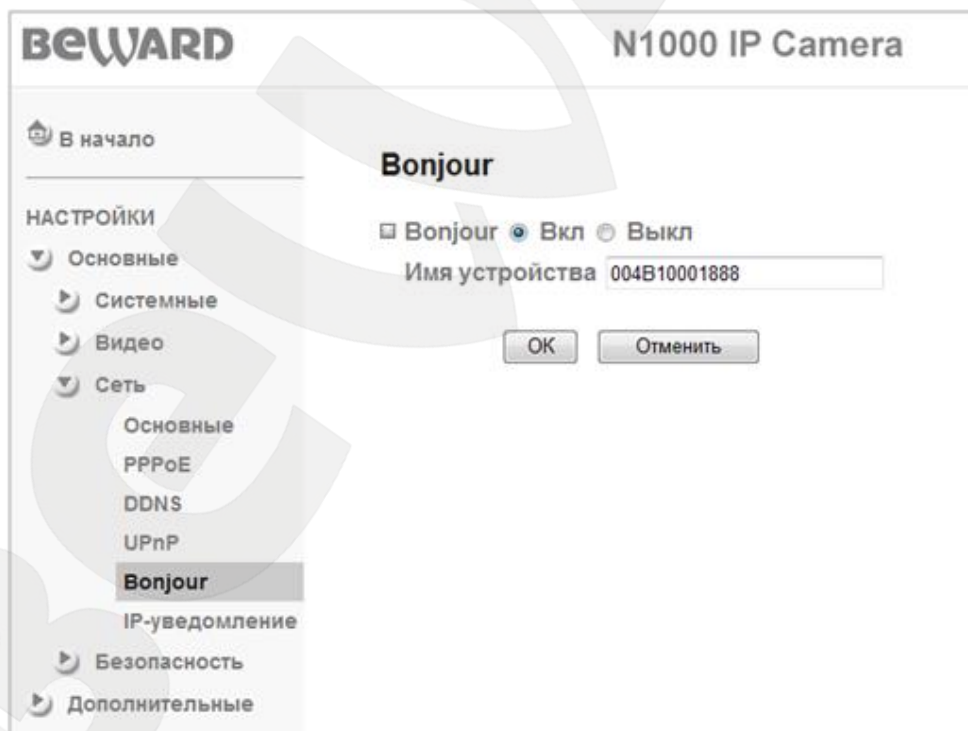 BEWARD
N1000 IP Camera
В начало
НАСТРОЙКИ
Основные
Системные
Видео
Сеть
Основные
PPPoE
DDNS
UPnP
Bonjour
IP-уведомление
Безопасность
Дополнительные
Bonjour
Bonjour Вкл Выкл
Имя устройства 004B10001888
OK Отменить